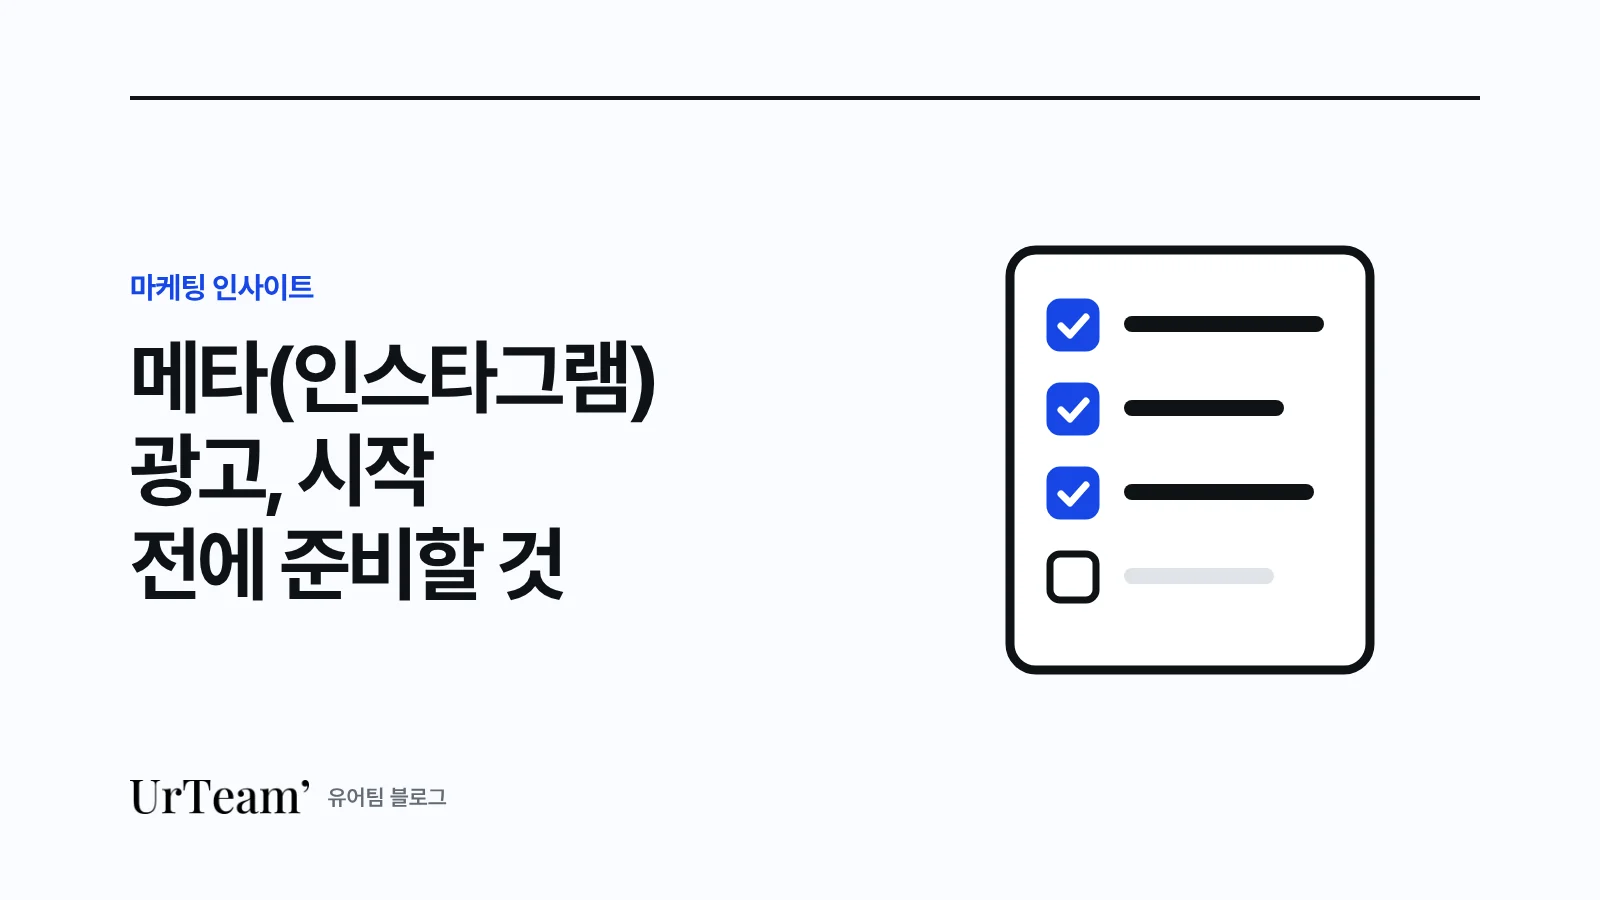 마케팅 인사이트
메타(인스타그램)
광고, 시작
전에 준비할 것
UrTeam’ 유어팀 블로그